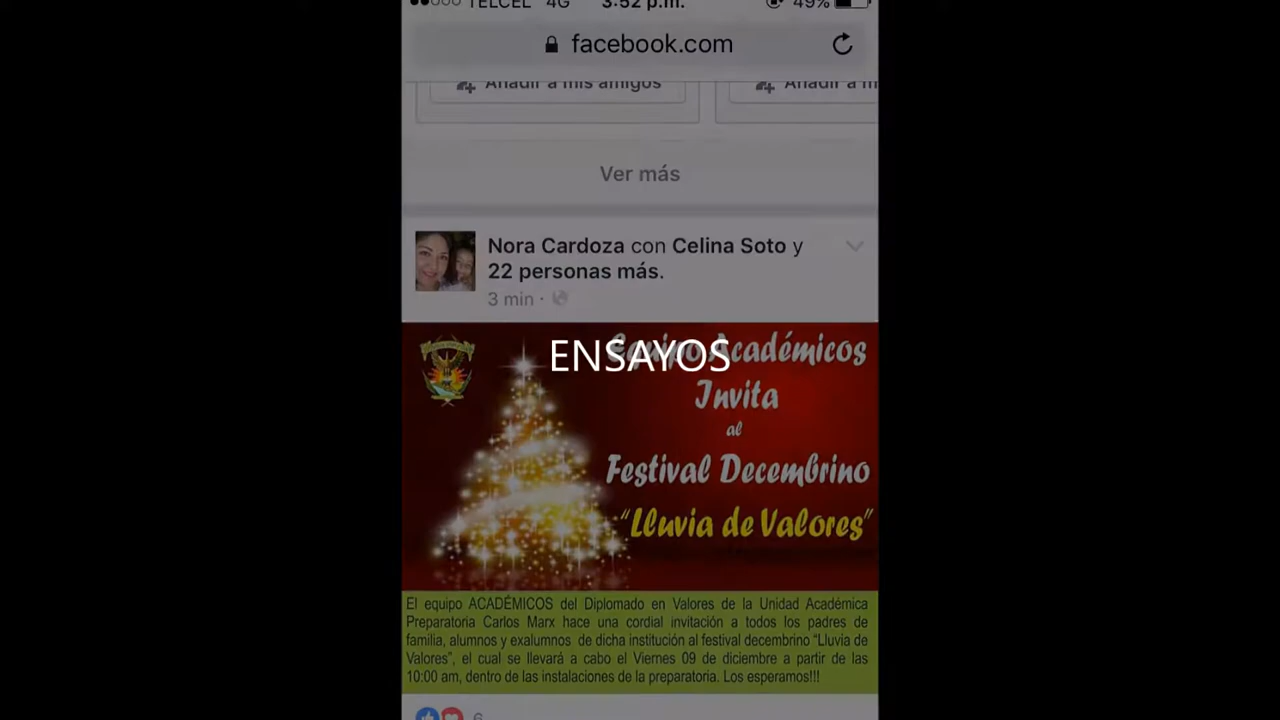 TELCEL 4G 3:52 p.m. 49%
facebook.com
Añadir a mis amigos Añadir a m
Ver más
Nora Cardoza con Celina Soto y
22 personas más.
3 min ·
ENSAYOS
Equipo Académicos
Invita
al
Festival Decembrino
“Lluvia de Valores”
El equipo ACADÉMICOS del Diplomado en Valores de la Unidad Académica
Preparatoria Carlos Marx hace una cordial invitación a todos los padres de
familia, alumnos y exalumnos de dicha institución al festival decembrino “Lluvia de
Valores”, el cual se llevará a cabo el Viernes 09 de diciembre a partir de las
10:00 am, dentro de las instalaciones de la preparatoria. Los esperamos!!!
6